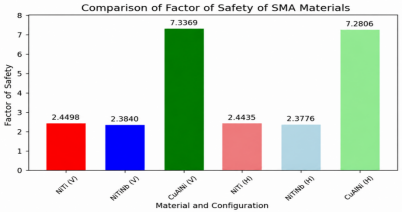 Comparison of Factor of Safety of SMA Materials
8
7
6
5
4
3
2
1
0
Factor of Safety
2.4498
2.3840
7.3369
2.4435
2.3776
7.2806
NiTi (V)
NiTiNb (V)
CuAlNi (V)
NiTi (H)
NiTiNb (H)
CuAlNi (H)
Material and Configuration